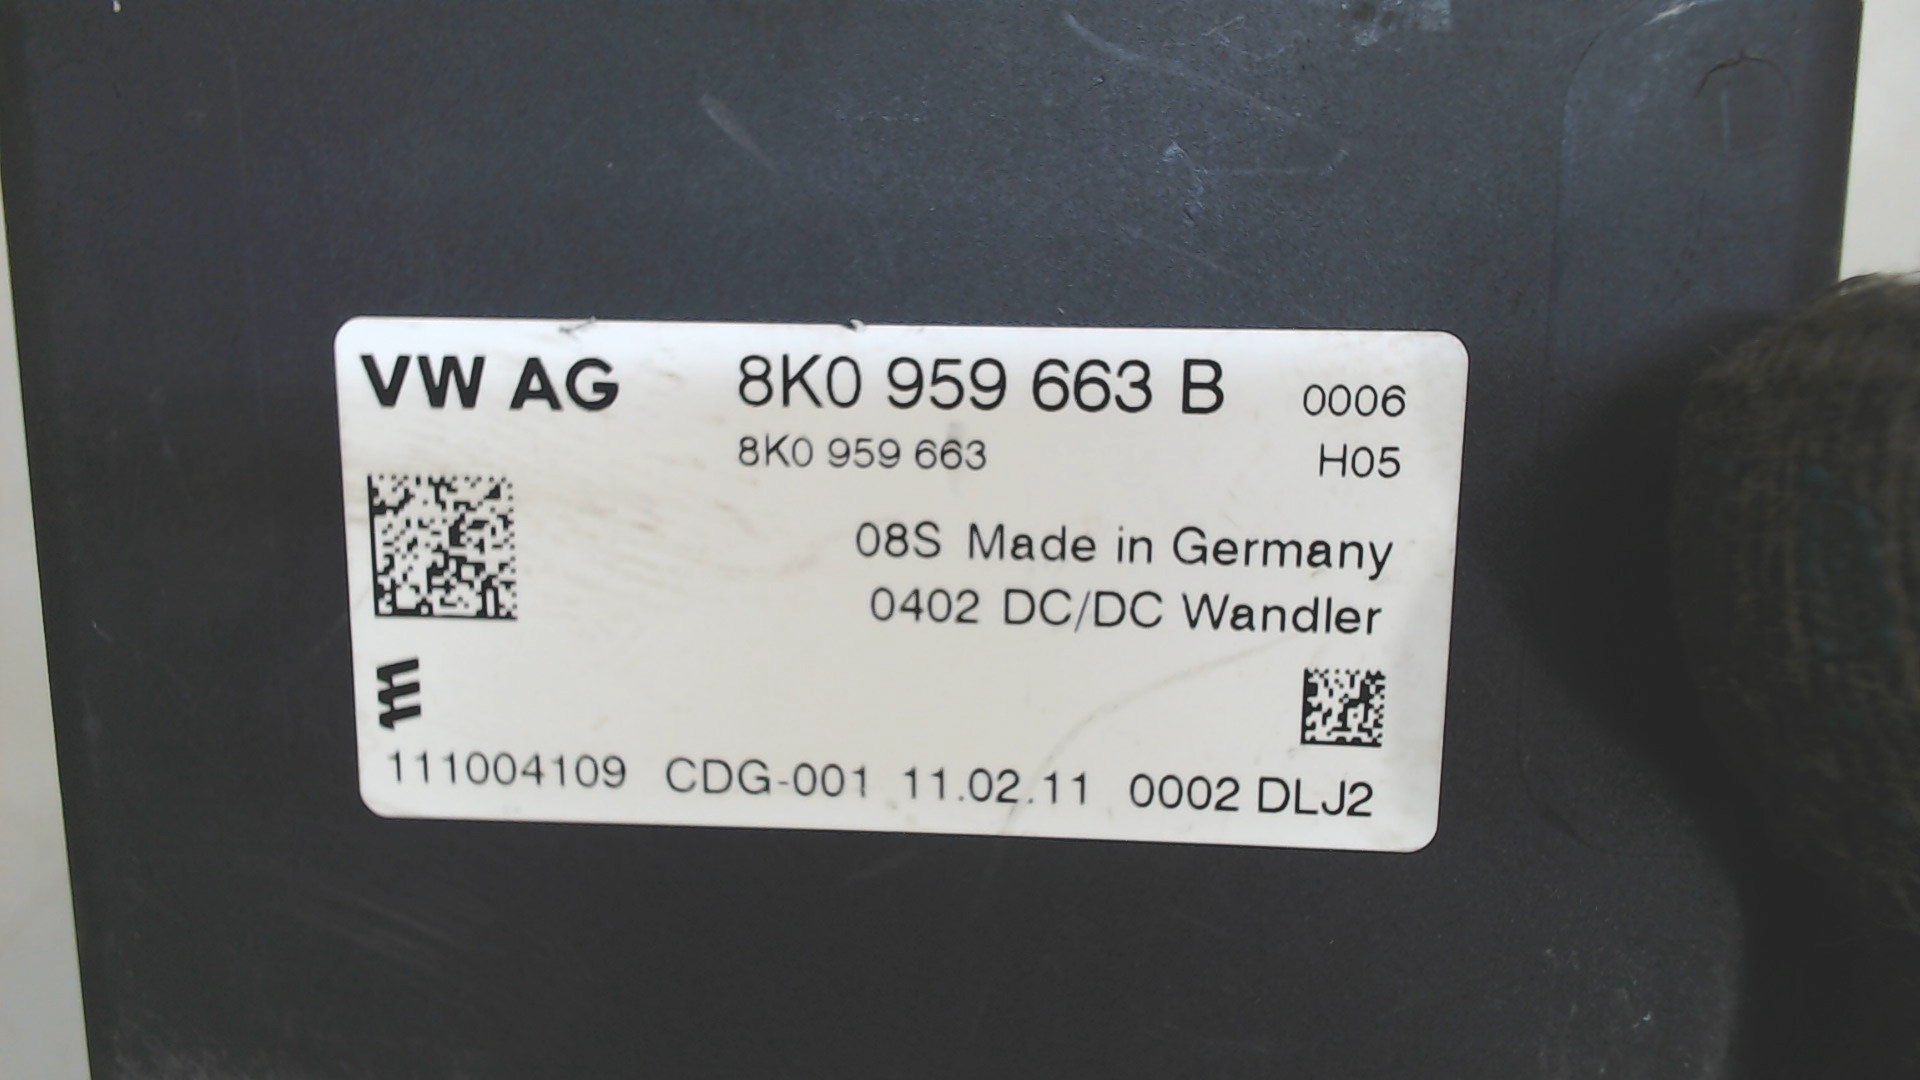 VW AG 8K0 959 663 B 0006
8K0 959 663 H05
08S Made in Germany
0402 DC/DC Wandler
111004109 CDG-001 11.02.11 0002 DLJ2